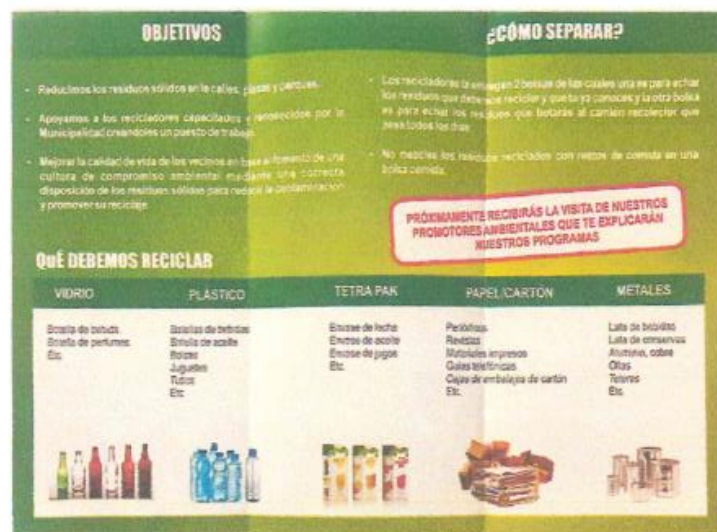 OBJETIVOS
• Reducimos los residuos sólidos en la calles, plazas y parques.
• Apoyamos a los recicladores capacitados y reconocidos por la
Municipalidad creandoles un puesto de trabajo.
• Mejorar la calidad de vida de los vecinos en base al fomento de una
cultura de compromiso ambiental mediante una correcta
disposición de los residuos sólidos para reducir la contaminación
y promover su reciclaje.
¿CÓMO SEPARAR?
• Los recicladores te entregan 2 bolsas de las cuales una es para echar
los residuos que debemos reciclar y que tu ya conoces y la otra bolsa
es para echar los residuos que botarás al camión recolector que
pasa todos los días.
• No mezcles los residuos reciclados con restos de comida en una
bolsa
PRÓXIMAMENTE RECIBIRÁS LA VISITA DE NUESTROS
PROMOTORES AMBIENTALES QUE TE EXPLICARÁN
NUESTROS PROGRAMAS
QUÉ DEBEMOS RECICLAR
VIDRIO
Botella de bebida
Botella de perfumes
Etc.
PLÁSTICO
Botellas de bebidas
Botella de aceite
Bolsas
Juguetes
Tubos
Etc.
TETRA PAK
Envase de leche
Envase de aceite
Envase de jugos
Etc.
PAPEL/CARTON
Periódicos
Revistas
Materiales impresos
Guías telefónicas
Cajas de embalajes de cartón
Etc.
METALES
Lata de bebidas
Lata de conservas
Aluminio, cobre
Ollas
Teteras
Etc.